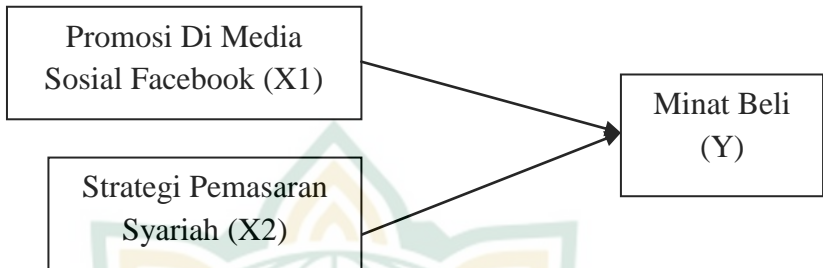 Promosi Di Media
Sosial Facebook (X1)
Minat Beli
(Y)
Strategi Pemasaran
Syariah (X2)